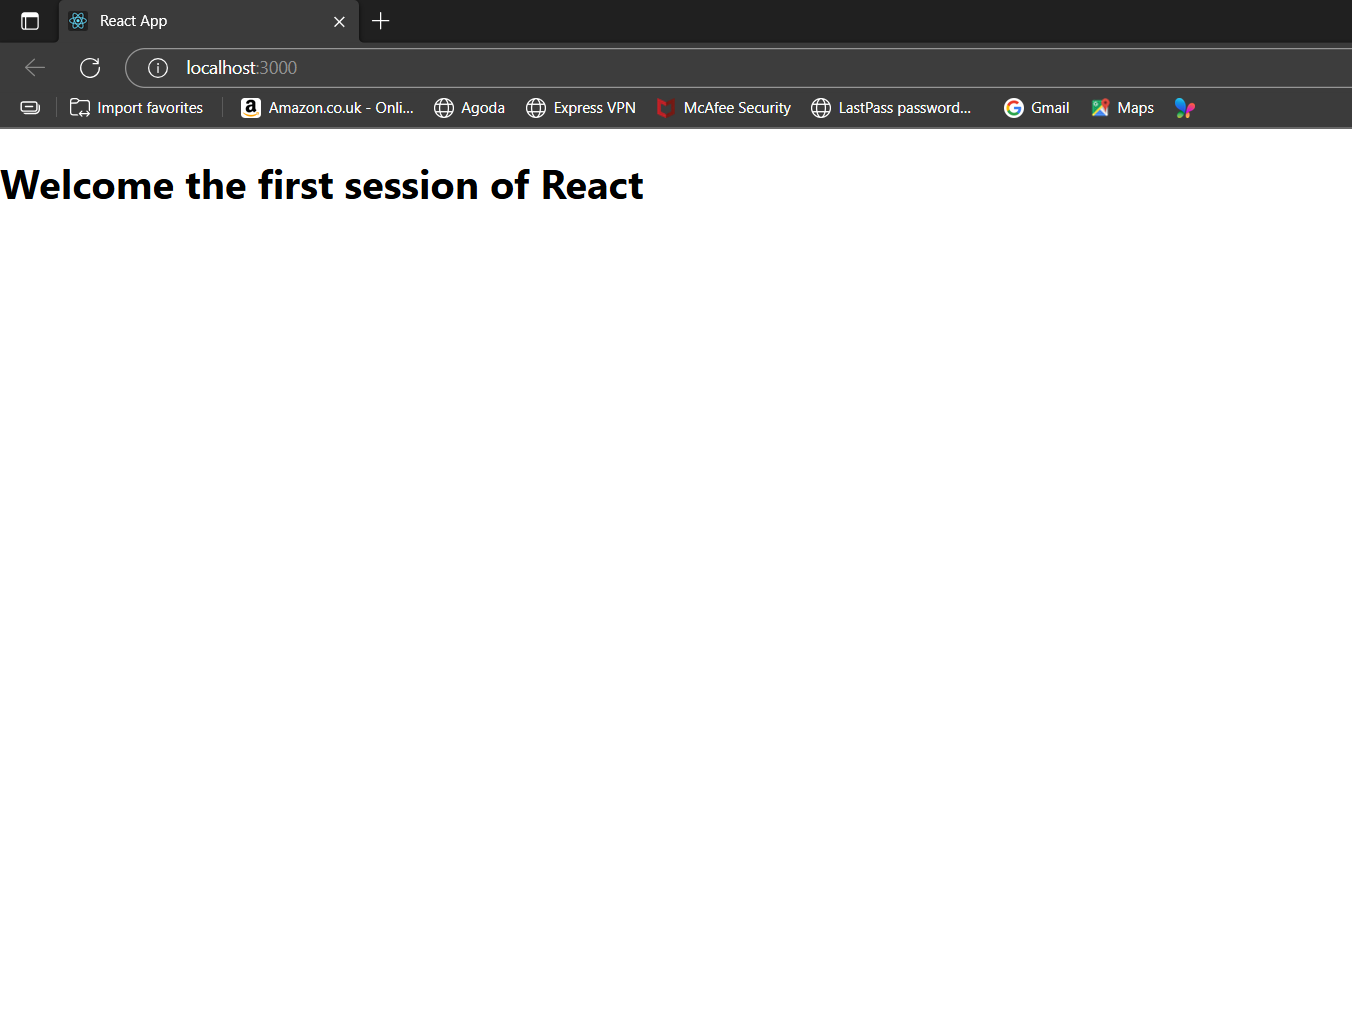 React App
localhost:3000
Import favorites Amazon.co.uk - Onli... Agoda Express VPN McAfee Security LastPass password... Gmail Maps
Welcome the first session of React